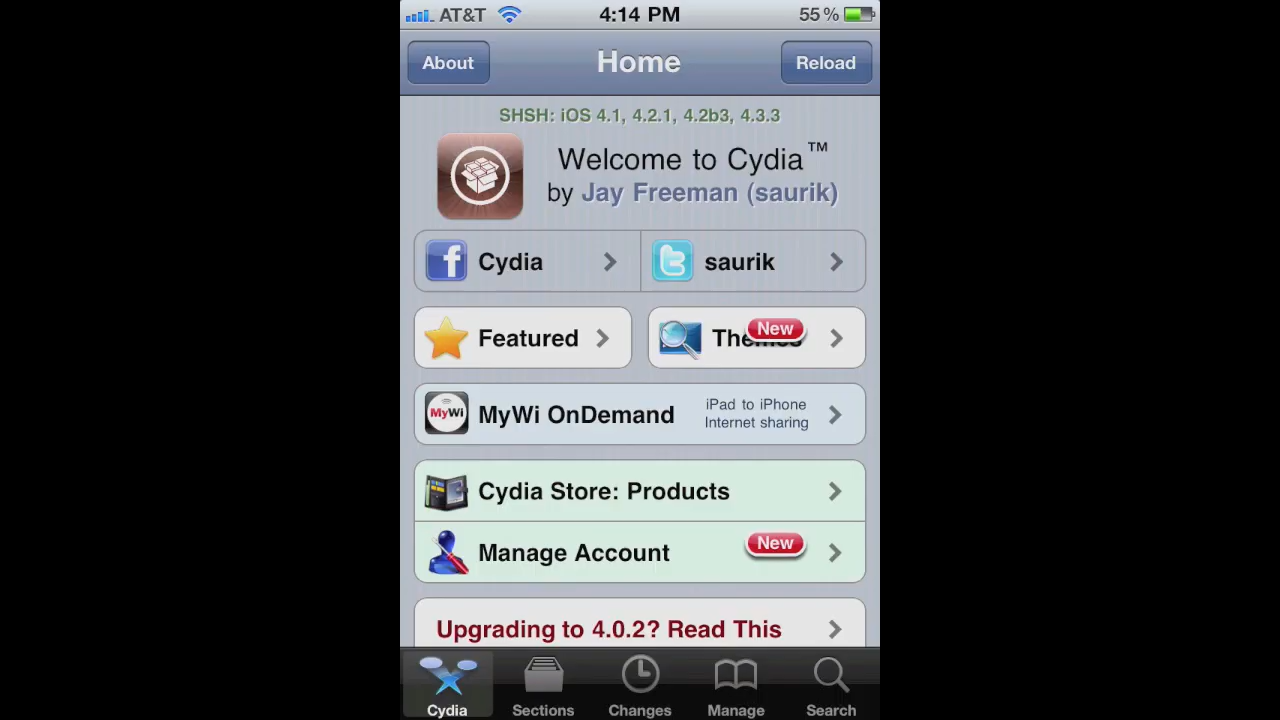 AT&T 4:14 PM 55%
About Home Reload
SHSH: iOS 4.1, 4.2.1, 4.2b3, 4.3.3
Welcome to Cydia™
by Jay Freeman (saurik)
Cydia saurik
Featured Themes New
MyWi MyWi OnDemand iPad to iPhone
Internet sharing
Cydia Store: Products
Manage Account New
Upgrading to 4.0.2? Read This
Cydia Sections Changes Manage Search